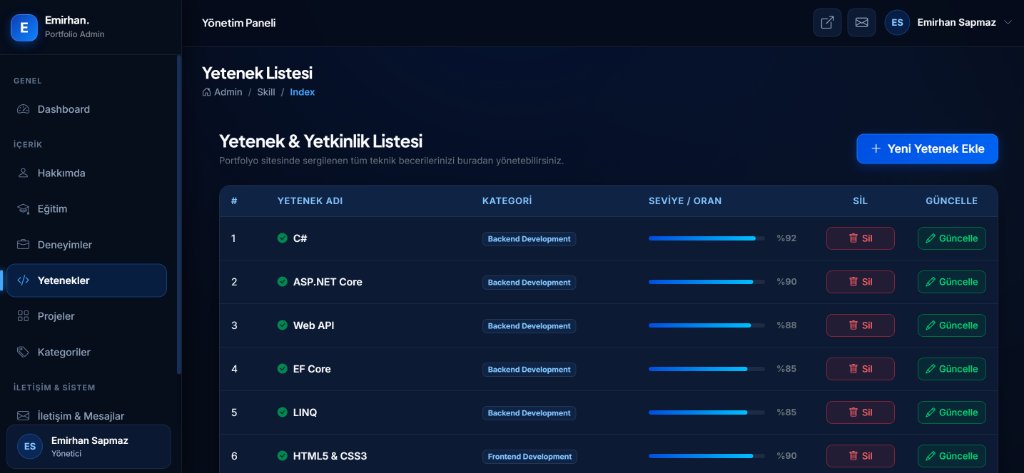 E
Emirhan.
Portfolio Admin
Yönetim Paneli
ES
Emirhan Sapmaz
GENEL
Dashboard
İÇERİK
Hakkımda
Eğitim
Deneyimler
Yetenekler
Projeler
Kategoriler
İLETİŞİM & SİSTEM
İletişim & Mesajlar
ES
Emirhan Sapmaz
Yönetici
Yetenek Listesi
Admin / Skill / Index
Yetenek & Yetkinlik Listesi
Portfolyo sitesinde sergilenen tüm teknik becerilerinizi buradan yönetebilirsiniz.
+ Yeni Yetenek Ekle
# YETENEK ADI KATEGORİ SEVİYE / ORAN SİL GÜNCELLE
1 C# Backend Development %92 Sil Güncelle
2 ASP.NET Core Backend Development %90 Sil Güncelle
3 Web API Backend Development %88 Sil Güncelle
4 EF Core Backend Development %85 Sil Güncelle
5 LINQ Backend Development %85 Sil Güncelle
6 HTML5 & CSS3 Frontend Development %90 Sil Güncelle